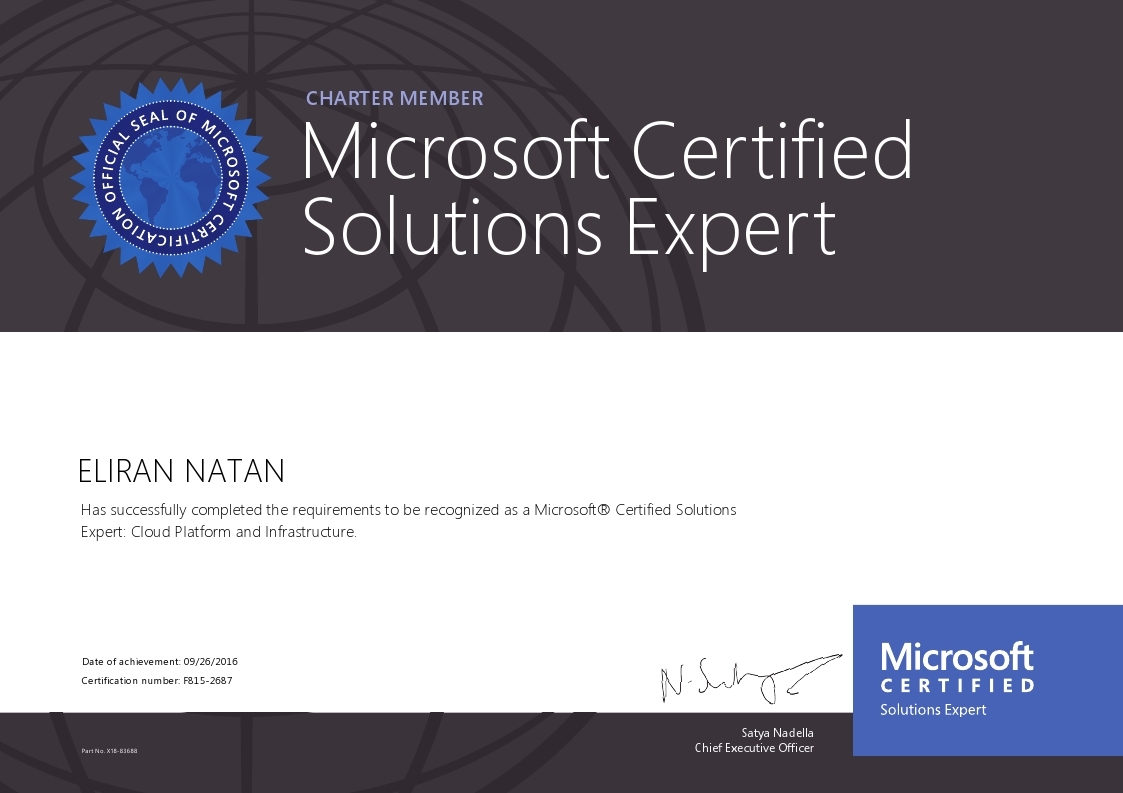 CHARTER MEMBER
Microsoft Certified
Solutions Expert
OFFICIAL SEAL OF MICROSOFT CERTIFICATION
ELIRAN NATAN
Has successfully completed the requirements to be recognized as a Microsoft® Certified Solutions
Expert: Cloud Platform and Infrastructure.
Date of achievement: 09/26/2016
Certification number: F815-2687
Part No. X18-83688
Satya Nadella
Chief Executive Officer
Microsoft
CERTIFIED
Solutions Expert